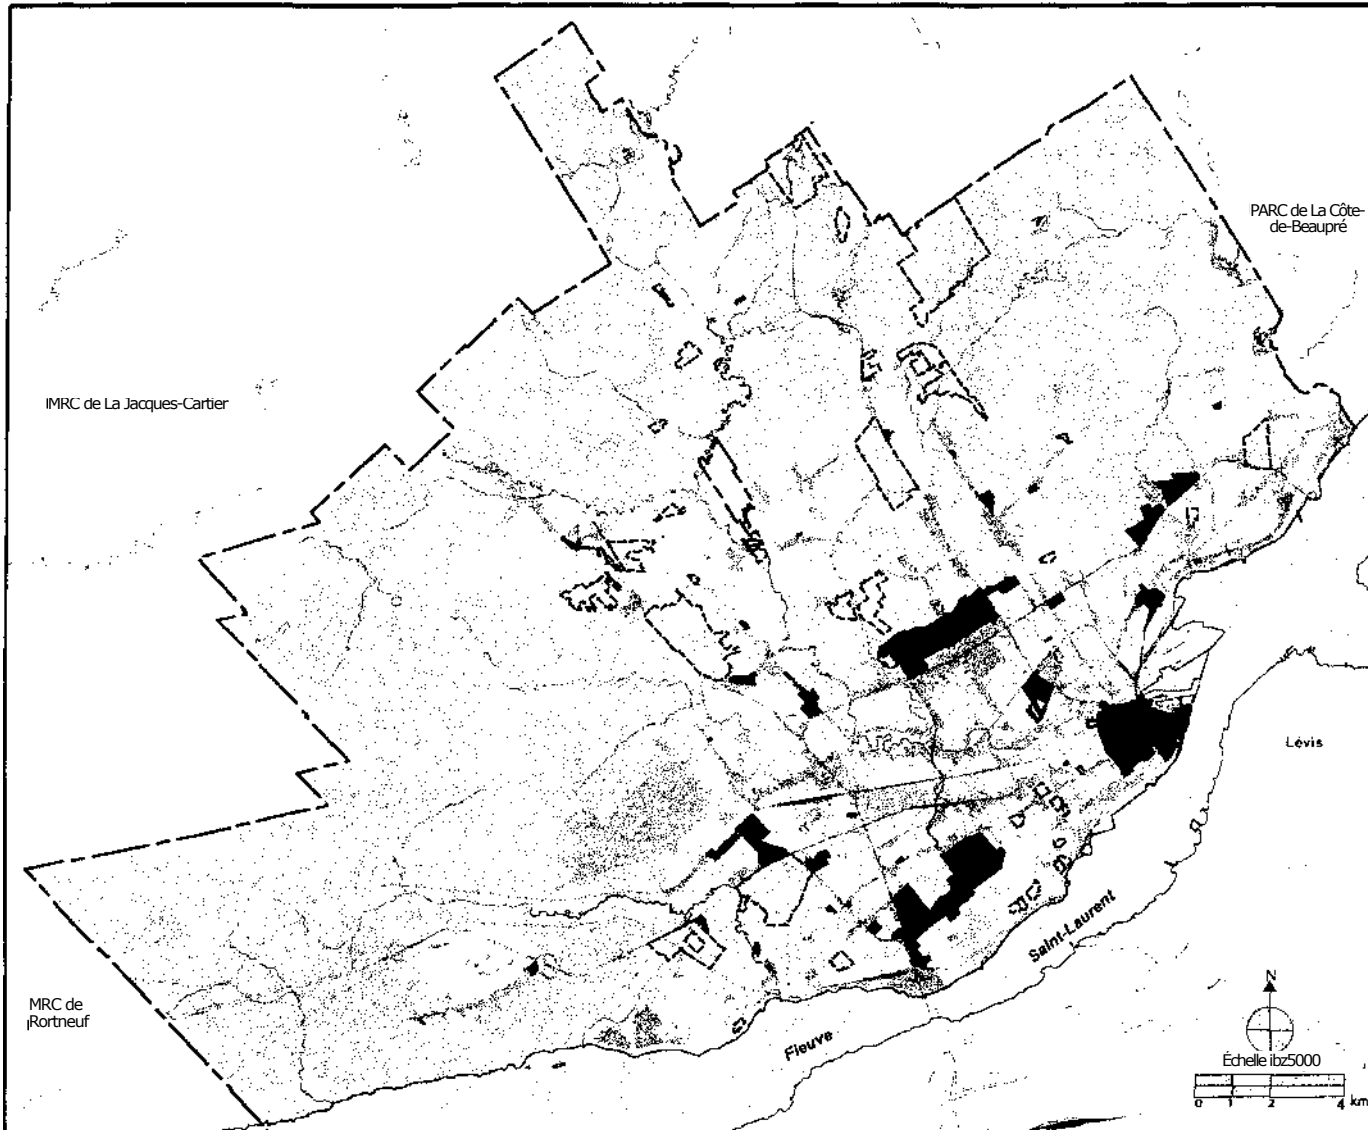 PARC de La Côte-
de-Beaupré
IMRC de La Jacques-Cartier
Lévis
Saint-Laurent
Fleuve
MRC de
Rortneuf
N
Échelle ibz5000
0 1 2 4 km